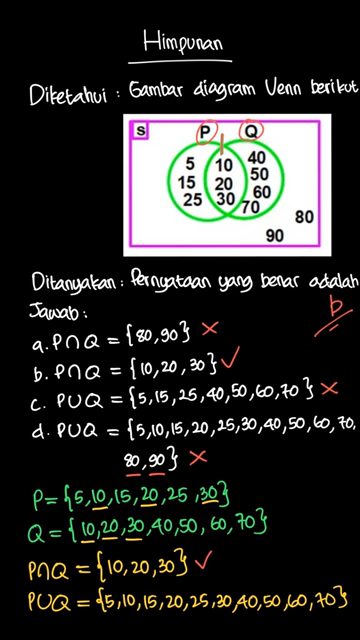 Himpunan
Diketahui : Gambar diagram Venn berikut
S P Q
5 10 40
15 20 50
25 30 60
70
80
90
Ditanyakan : Pernyataan yang benar adalah
Jawab :
b
a. P∩Q = {80, 90} ×
b. P∩Q = {10, 20, 30} ✓
c. P∪Q = {5, 15, 25, 40, 50, 60, 70} ×
d. P∪Q = {5, 10, 15, 20, 25, 30, 40, 50, 60, 70,
80, 90} ×
P = {5, 10, 15, 20, 25, 30}
Q = {10, 20, 30, 40, 50, 60, 70}
P∩Q = {10, 20, 30} ✓
P∪Q = {5, 10, 15, 20, 25, 30, 40, 50, 60, 70}